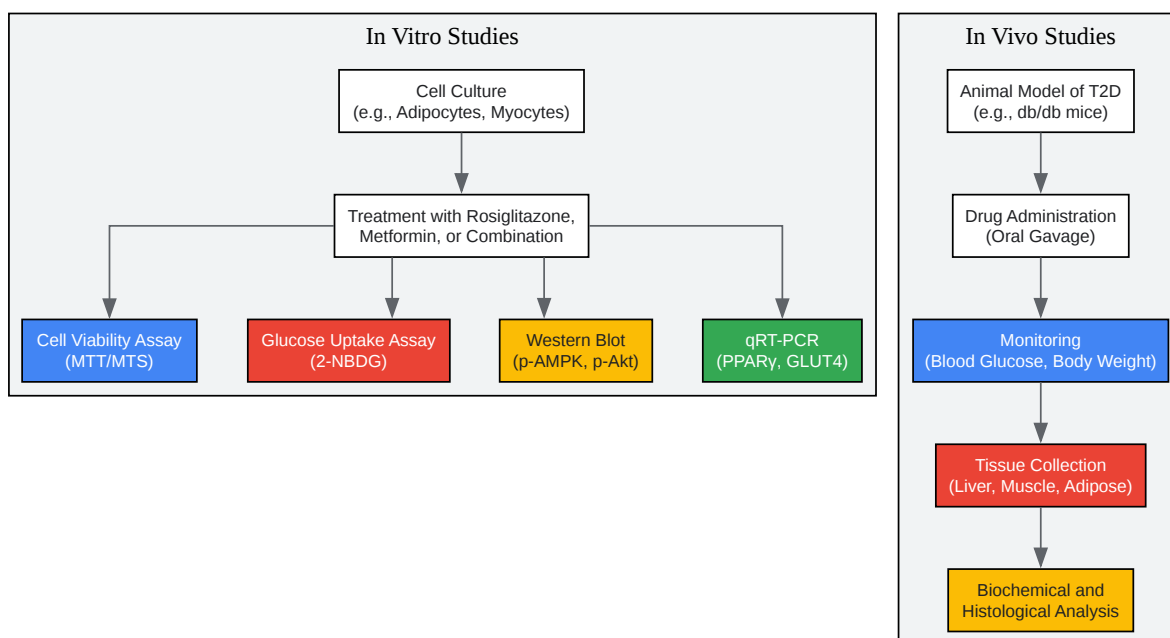 In Vitro Studies
Cell Culture
(e.g., Adipocytes, Myocytes)
Treatment with Rosiglitazone,
Metformin, or Combination
Cell Viability Assay
(MTT/MTS)
Glucose Uptake Assay
(2-NBDG)
Western Blot
(p-AMPK, p-Akt)
qRT-PCR
(PPARγ, GLUT4)
In Vivo Studies
Animal Model of T2D
(e.g., db/db mice)
Drug Administration
(Oral Gavage)
Monitoring
(Blood Glucose, Body Weight)
Tissue Collection
(Liver, Muscle, Adipose)
Biochemical and
Histological Analysis